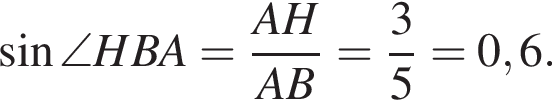 sin∠HBA = AH/AB = 3/5 = 0,6.